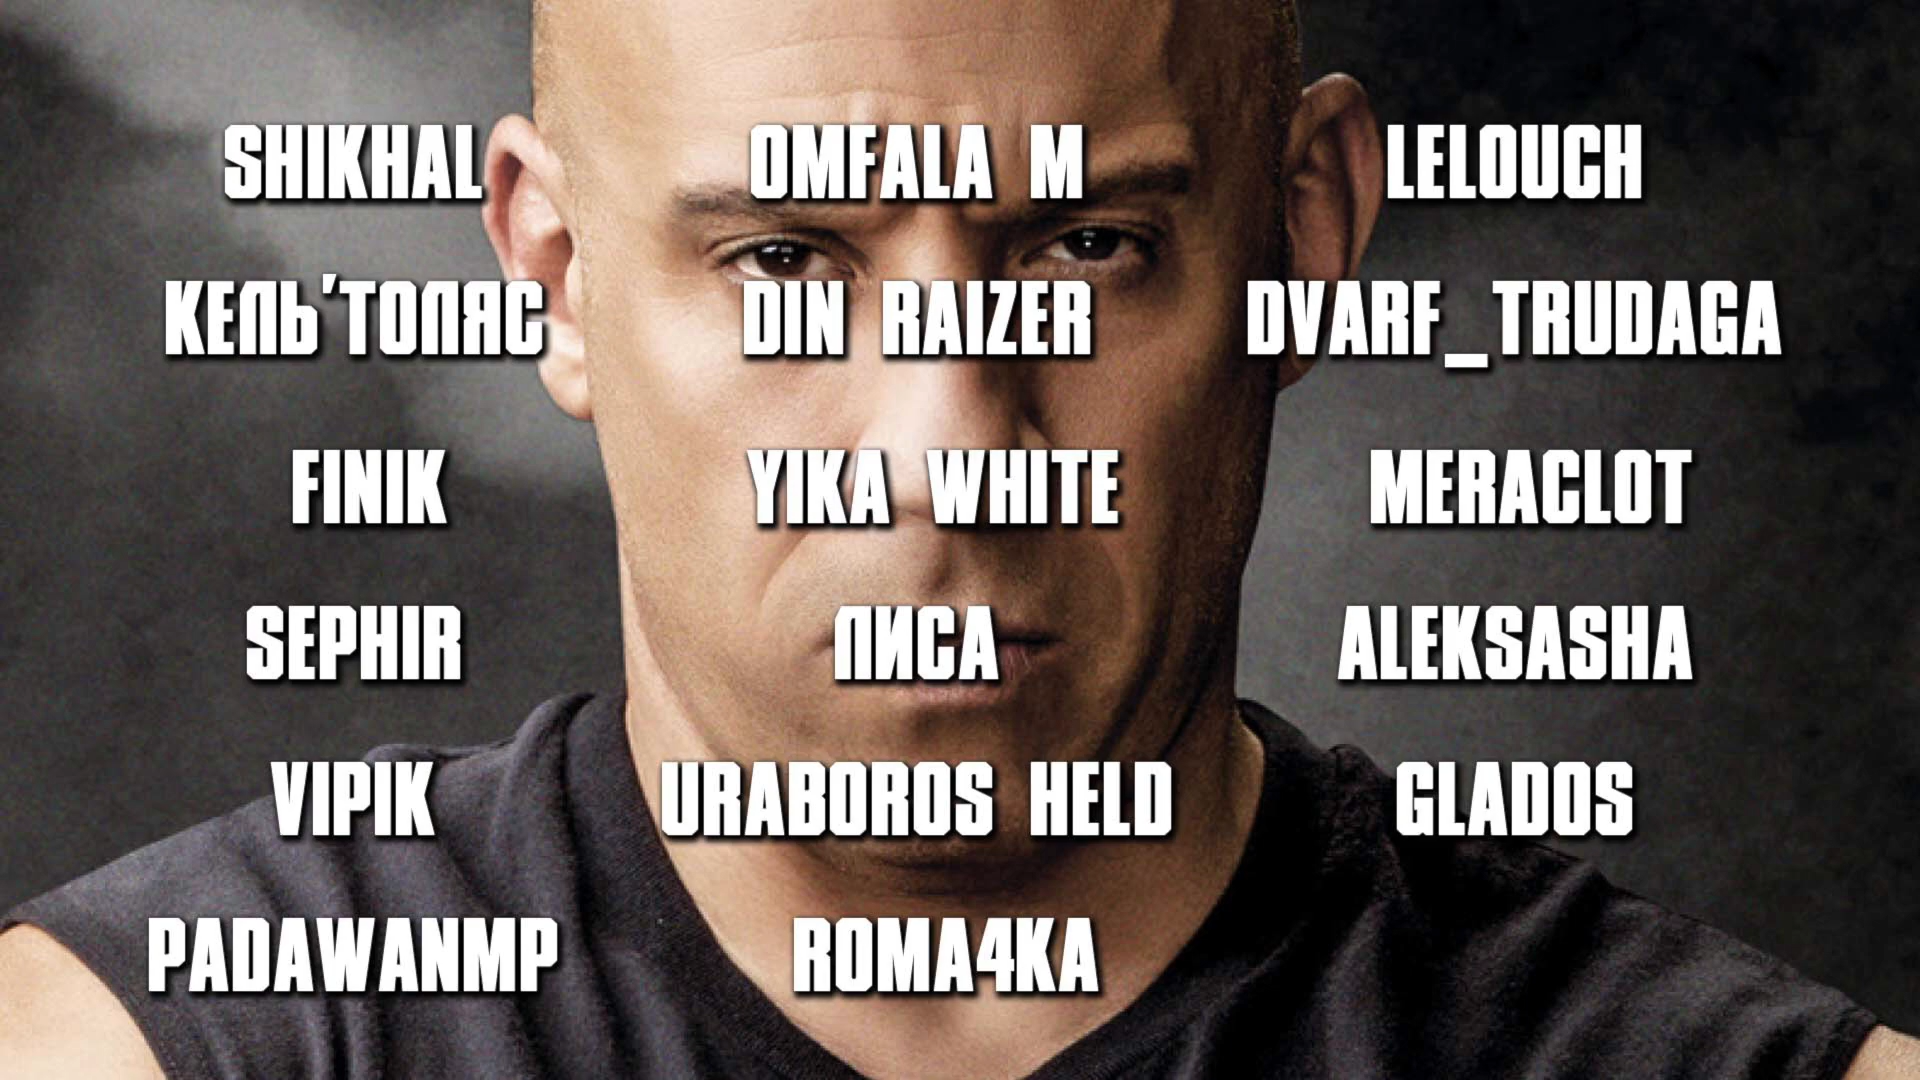 SHIKHAL OMFALA M LELOUCH
КЕЛЬ'ТОЛЯС DIN RAIZER DVARF_TRUDAGA
FINIK YIKA WHITE MERACLOT
SEPHIR ЛИСА ALEKSASHA
VIPIK URABOROS HELD GLADOS
PADAWANMP ROMA4KA